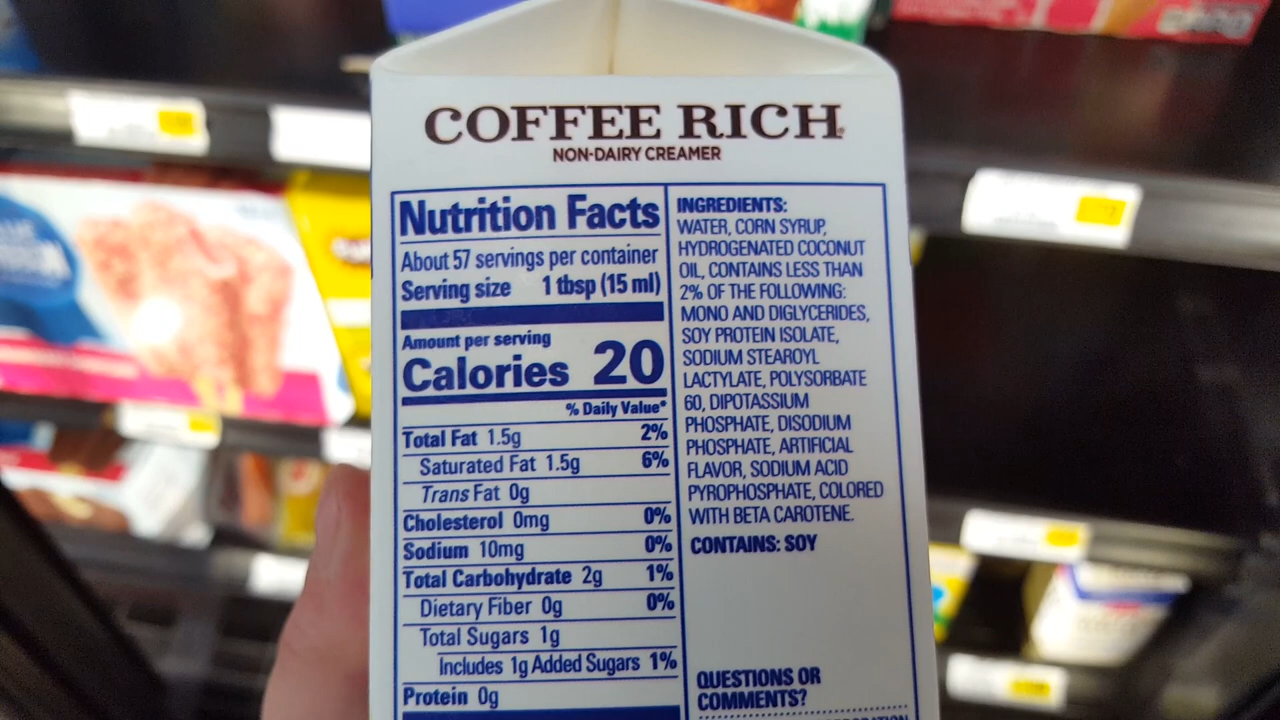 COFFEE RICH®
NON-DAIRY CREAMER
Nutrition Facts
About 57 servings per container
Serving size 1 tbsp (15 ml)
Amount per serving
Calories 20
% Daily Value*
Total Fat 1.5g 2%
Saturated Fat 1.5g 6%
Trans Fat 0g
Cholesterol 0mg 0%
Sodium 10mg 0%
Total Carbohydrate 2g 1%
Dietary Fiber 0g 0%
Total Sugars 1g
Includes 1g Added Sugars 1%
Protein 0g
INGREDIENTS:
WATER, CORN SYRUP,
HYDROGENATED COCONUT
OIL, CONTAINS LESS THAN
2% OF THE FOLLOWING:
MONO AND DIGLYCERIDES,
SOY PROTEIN ISOLATE,
SODIUM STEAROYL
LACTYLATE, POLYSORBATE
60, DIPOTASSIUM
PHOSPHATE, DISODIUM
PHOSPHATE, ARTIFICIAL
FLAVOR, SODIUM ACID
PYROPHOSPHATE, COLORED
WITH BETA CAROTENE.
CONTAINS: SOY
QUESTIONS OR
COMMENTS?